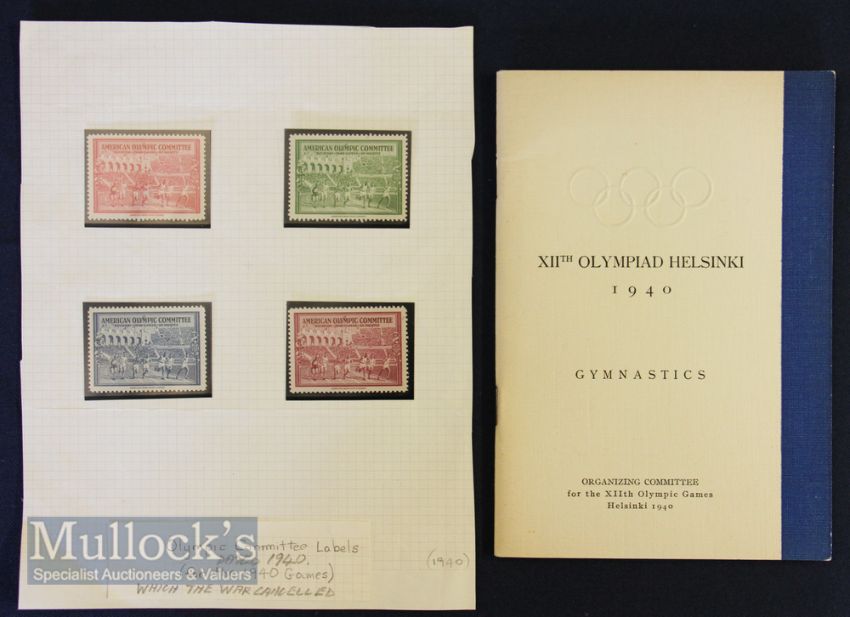 AMERICAN OLYMPIC COMMITTEE
AMERICAN OLYMPIC COMMITTEE
AMERICAN OLYMPIC COMMITTEE
AMERICAN OLYMPIC COMMITTEE
Olympic Committee Labels
1940.
1940 Games)
(1940)
WHICH THE WAR CANCELLED
Mullock's
Specialist Auctioneers & Valuers
XIITH OLYMPIAD HELSINKI
1940
GYMNASTICS
ORGANIZING COMMITTEE
for the XIIth Olympic Games
Helsinki 1940